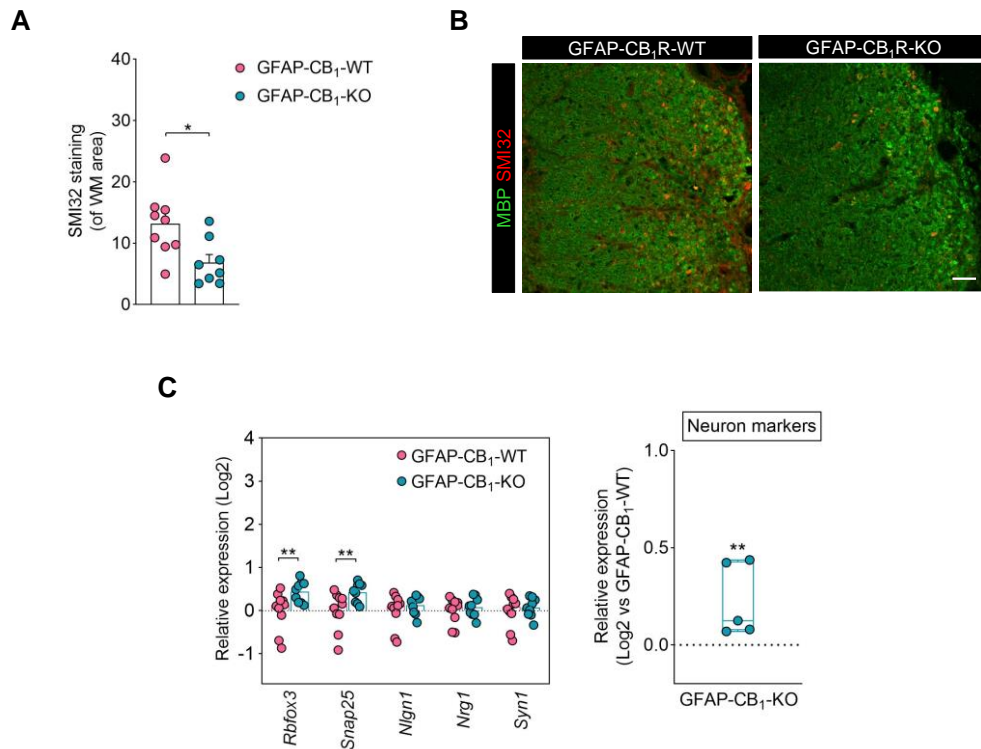 A
GFAP-CB1-WT
GFAP-CB1-KO
SMI32 staining
(of WM area)
40
30
20
10
0
*
B
GFAP-CB1R-WT
GFAP-CB1R-KO
MBP SMI32
C
Relative expression (Log2)
4
3
2
1
0
-1
GFAP-CB1-WT
GFAP-CB1-KO
**
**
Rbfox3
Snap25
Nlgn1
Nrg1
Syn1
Neuron markers
Relative expression
(Log2 vs GFAP-CB1-WT)
1.0
0.5
0.0
**
GFAP-CB1-KO